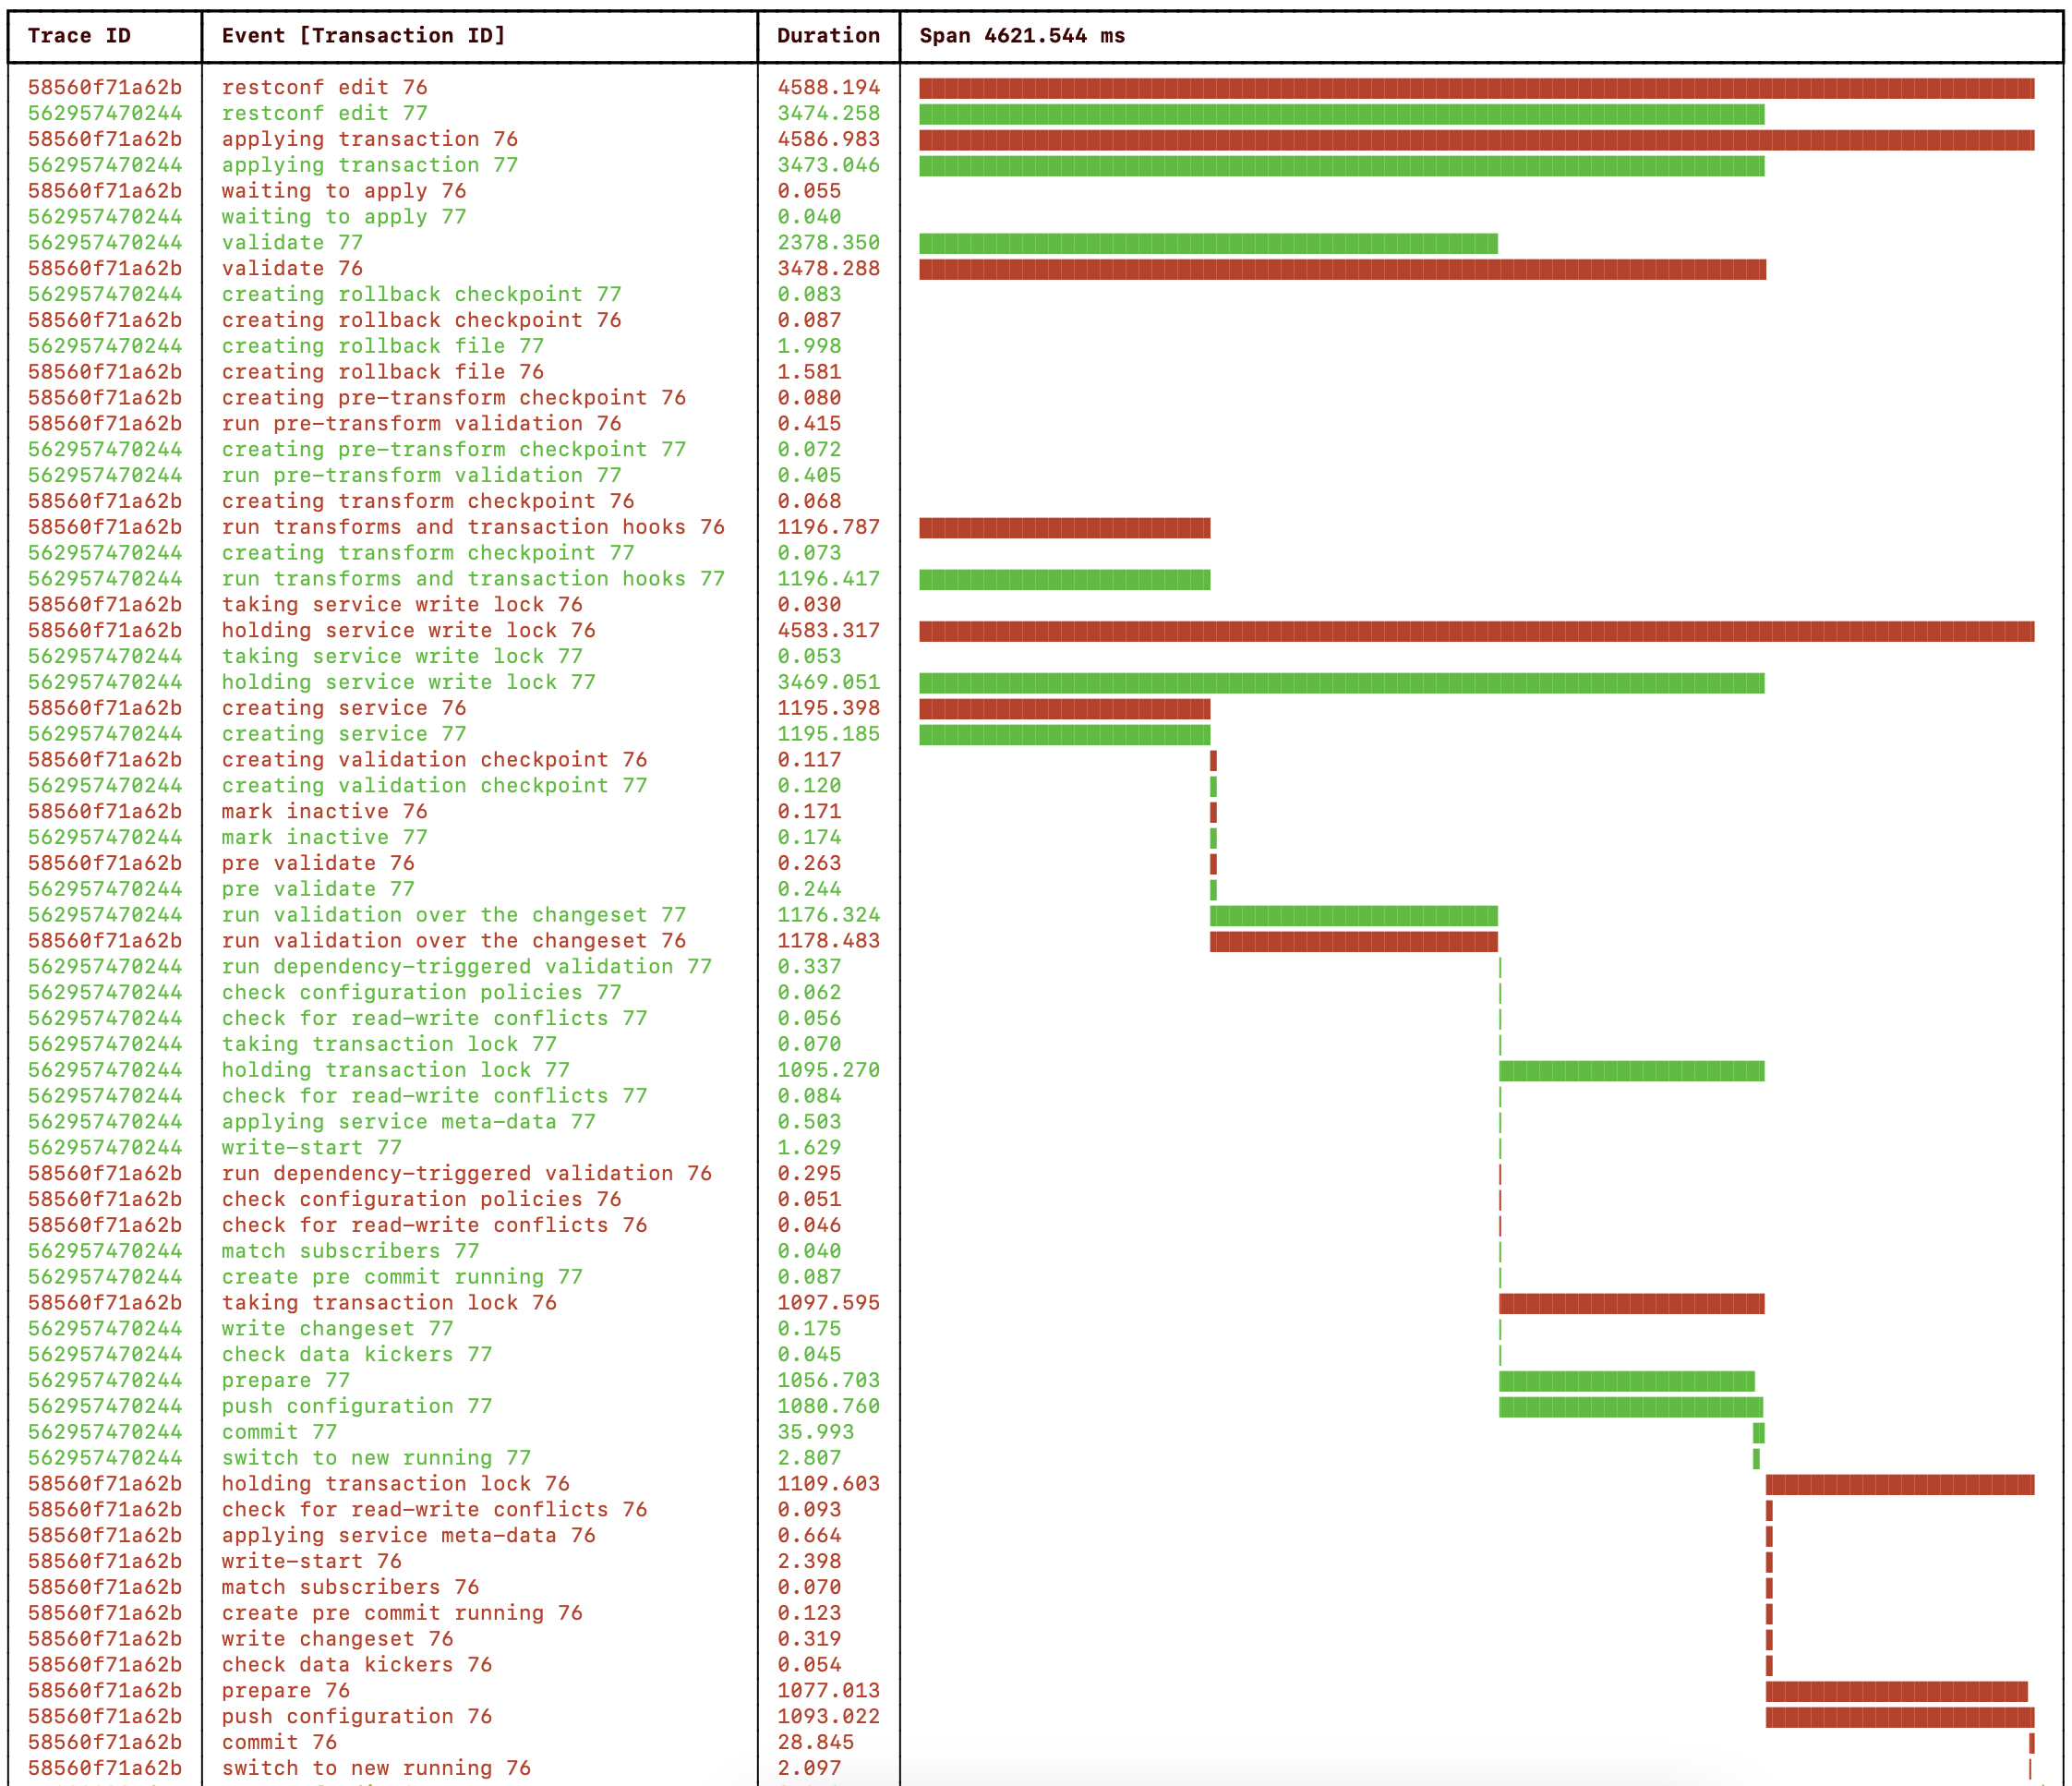 Trace ID Event [Transaction ID] Duration Span 4621.544 ms
58560f71a62b restconf edit 76 4588.194
562957470244 restconf edit 77 3474.258
58560f71a62b applying transaction 76 4586.983
562957470244 applying transaction 77 3473.046
58560f71a62b waiting to apply 76 0.055
562957470244 waiting to apply 77 0.040
562957470244 validate 77 2378.350
58560f71a62b validate 76 3478.288
562957470244 creating rollback checkpoint 77 0.083
58560f71a62b creating rollback checkpoint 76 0.087
562957470244 creating rollback file 77 1.998
58560f71a62b creating rollback file 76 1.581
58560f71a62b creating pre-transform checkpoint 76 0.080
58560f71a62b run pre-transform validation 76 0.415
562957470244 creating pre-transform checkpoint 77 0.072
562957470244 run pre-transform validation 77 0.405
58560f71a62b creating transform checkpoint 76 0.068
58560f71a62b run transforms and transaction hooks 76 1196.787
562957470244 creating transform checkpoint 77 0.073
562957470244 run transforms and transaction hooks 77 1196.417
58560f71a62b taking service write lock 76 0.030
58560f71a62b holding service write lock 76 4583.317
562957470244 taking service write lock 77 0.053
562957470244 holding service write lock 77 3469.051
58560f71a62b creating service 76 1195.398
562957470244 creating service 77 1195.185
58560f71a62b creating validation checkpoint 76 0.117
562957470244 creating validation checkpoint 77 0.120
58560f71a62b mark inactive 76 0.171
562957470244 mark inactive 77 0.174
58560f71a62b pre validate 76 0.263
562957470244 pre validate 77 0.244
562957470244 run validation over the changeset 77 1176.324
58560f71a62b run validation over the changeset 76 1178.483
562957470244 run dependency-triggered validation 77 0.337
562957470244 check configuration policies 77 0.062
562957470244 check for read-write conflicts 77 0.056
562957470244 taking transaction lock 77 0.070
562957470244 holding transaction lock 77 1095.270
562957470244 check for read-write conflicts 77 0.084
562957470244 applying service meta-data 77 0.503
562957470244 write-start 77 1.629
58560f71a62b run dependency-triggered validation 76 0.295
58560f71a62b check configuration policies 76 0.051
58560f71a62b check for read-write conflicts 76 0.046
562957470244 match subscribers 77 0.040
562957470244 create pre commit running 77 0.087
58560f71a62b taking transaction lock 76 1097.595
562957470244 write changeset 77 0.175
562957470244 check data kickers 77 0.045
562957470244 prepare 77 1056.703
562957470244 push configuration 77 1080.760
562957470244 commit 77 35.993
562957470244 switch to new running 77 2.807
58560f71a62b holding transaction lock 76 1109.603
58560f71a62b check for read-write conflicts 76 0.093
58560f71a62b applying service meta-data 76 0.664
58560f71a62b write-start 76 2.398
58560f71a62b match subscribers 76 0.070
58560f71a62b create pre commit running 76 0.123
58560f71a62b write changeset 76 0.319
58560f71a62b check data kickers 76 0.054
58560f71a62b prepare 76 1077.013
58560f71a62b push configuration 76 1093.022
58560f71a62b commit 76 28.845
58560f71a62b switch to new running 76 2.097